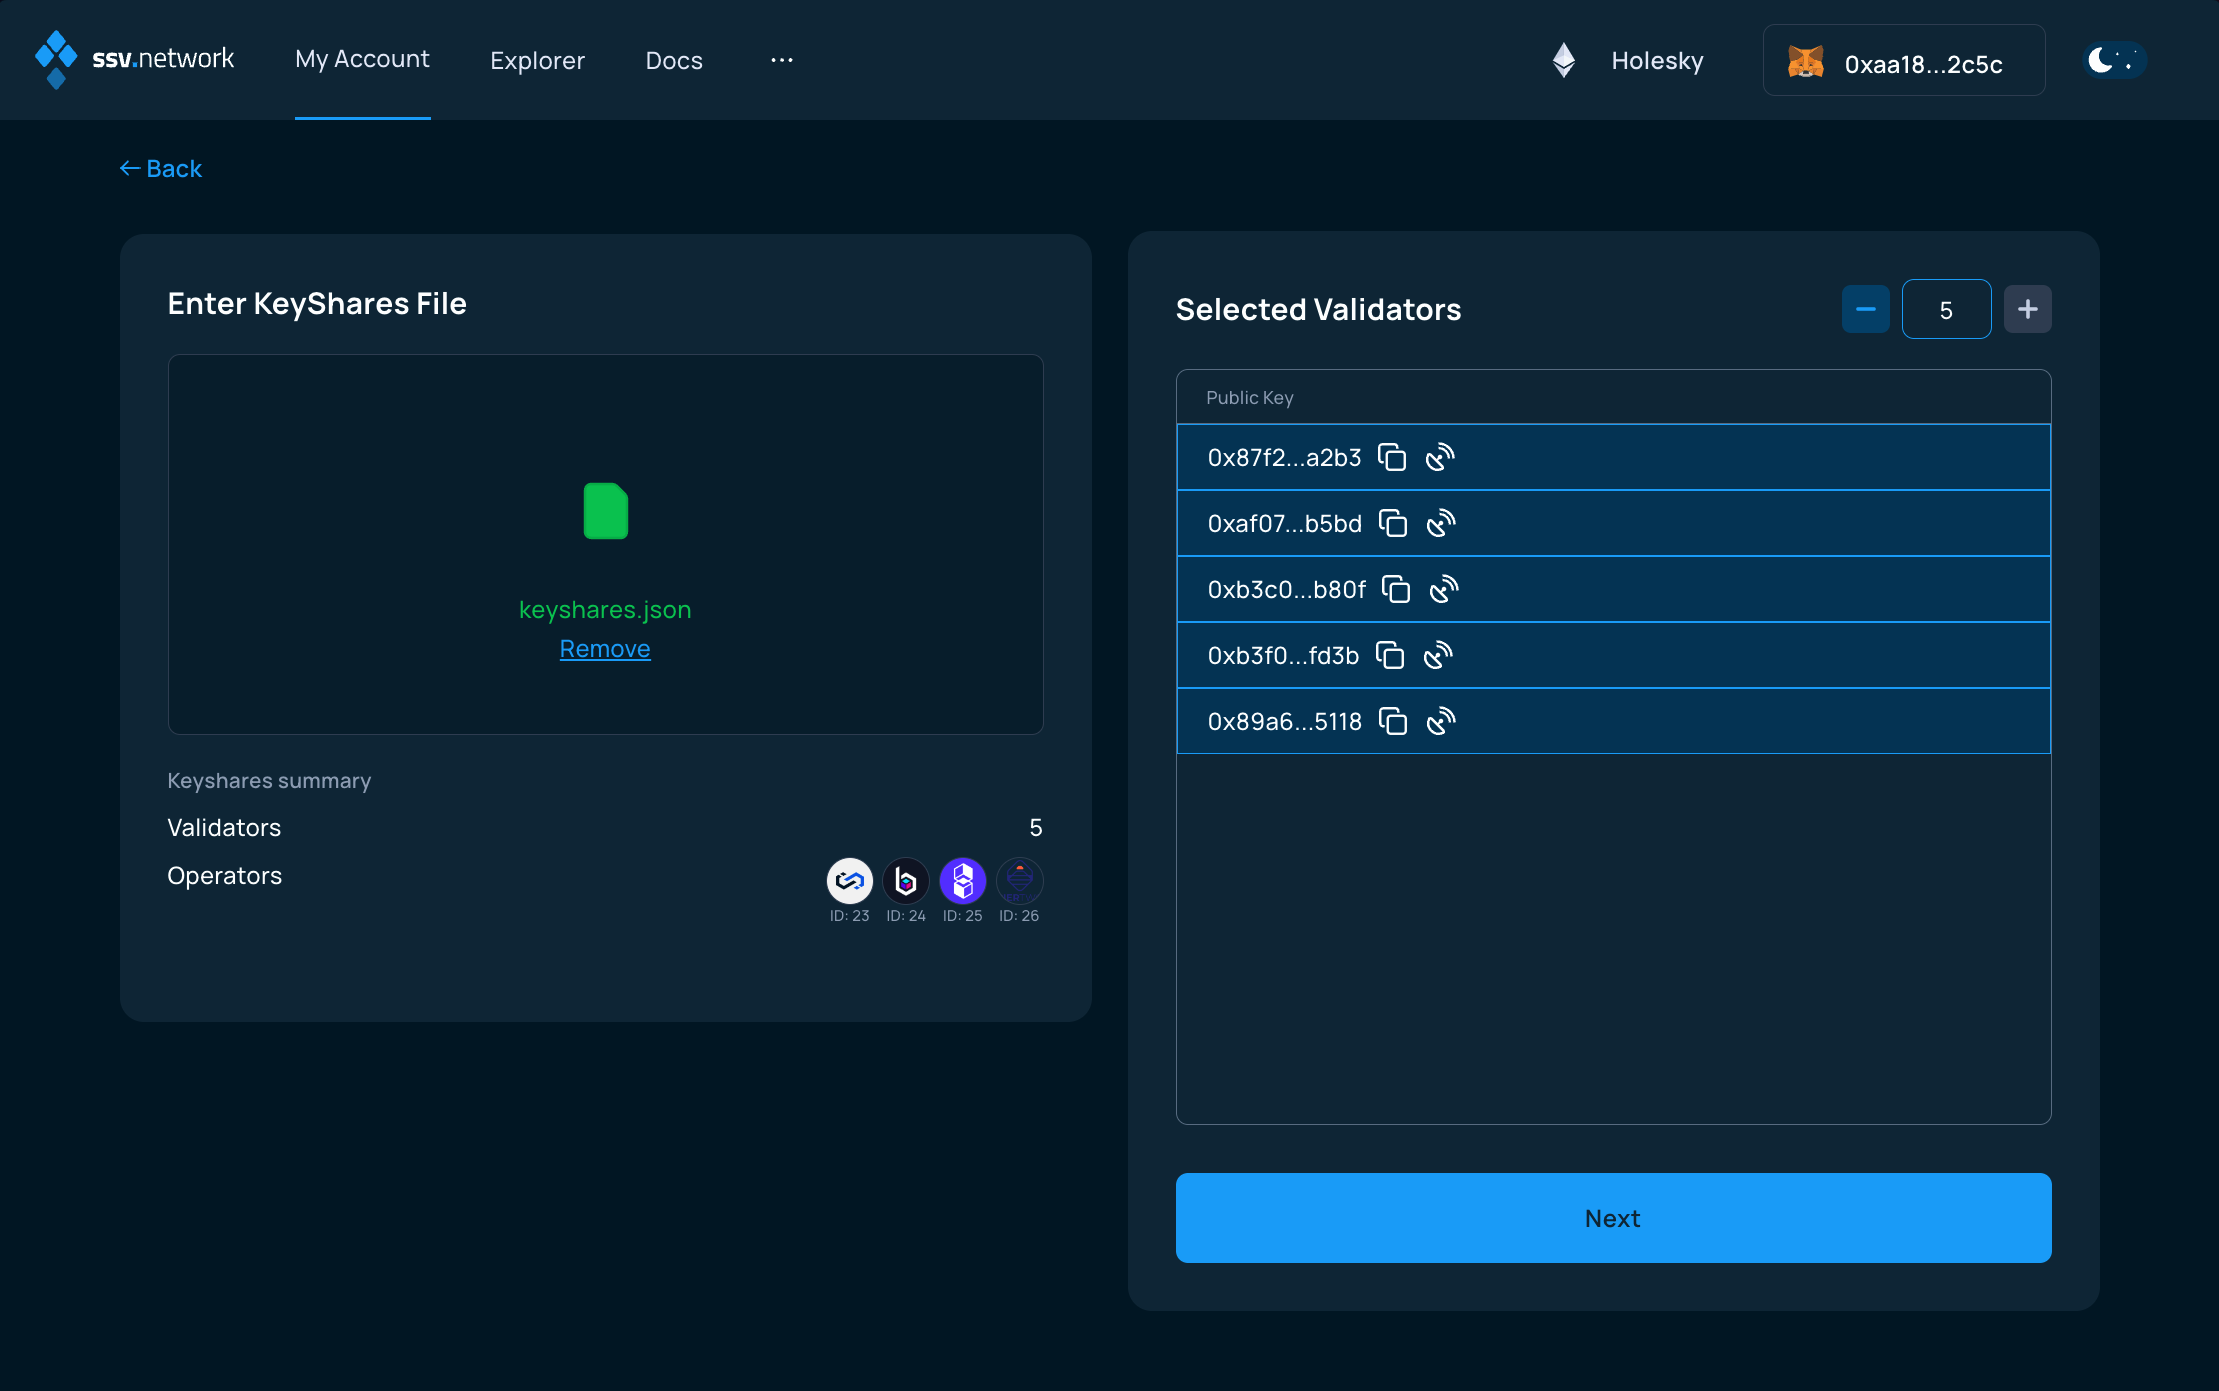 ssv.network
My Account
Explorer
Docs
...
Holesky
0xaa18...2c5c
← Back
Enter KeyShares File
keyshares.json
Remove
Keyshares summary
Validators 5
Operators
ID: 23 ID: 24 ID: 25 ID: 26
Selected Validators
5
Public Key
0x87f2...a2b3
0xaf07...b5bd
0xb3c0...b80f
0xb3f0...fd3b
0x89a6...5118
Next